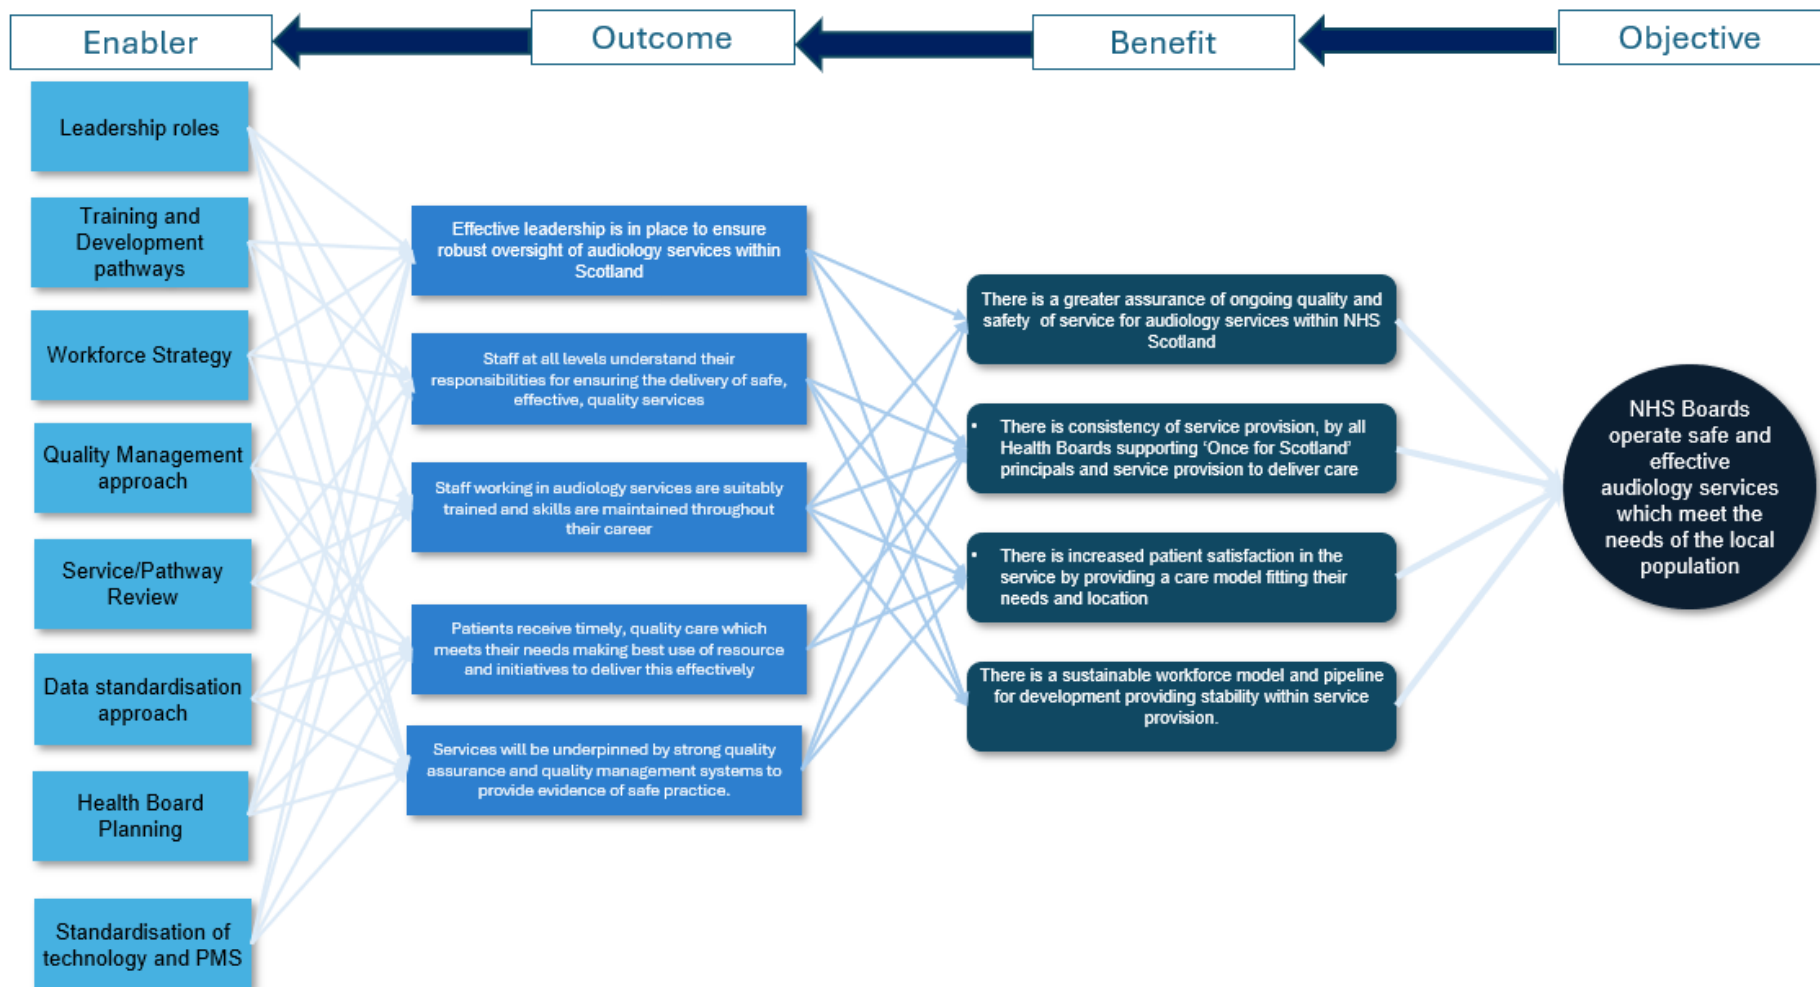 Enabler
Outcome
Benefit
Objective
Leadership roles
Training and
Development
pathways
Workforce Strategy
Quality Management
approach
Service/Pathway
Review
Data standardisation
approach
Health Board
Planning
Standardisation of
technology and PMS
Effective leadership is in place to ensure
robust oversight of audiology services within
Scotland
Staff at all levels understand their
responsibilities for ensuring the delivery of safe,
effective, quality services
Staff working in audiology services are suitably
trained and skills are maintained throughout
their career
Patients receive timely, quality care which
meets their needs making best use of resource
and initiatives to deliver this effectively
Services will be underpinned by strong quality
assurance and quality management systems to
provide evidence of safe practice.
There is a greater assurance of ongoing quality and
safety of service for audiology services within NHS
Scotland
• There is consistency of service provision, by all
Health Boards supporting ‘Once for Scotland’
principals and service provision to deliver care
• There is increased patient satisfaction in the
service by providing a care model fitting their
needs and location
There is a sustainable workforce model and pipeline
for development providing stability within service
provision.
NHS Boards
operate safe and
effective
audiology services
which meet the
needs of the local
population